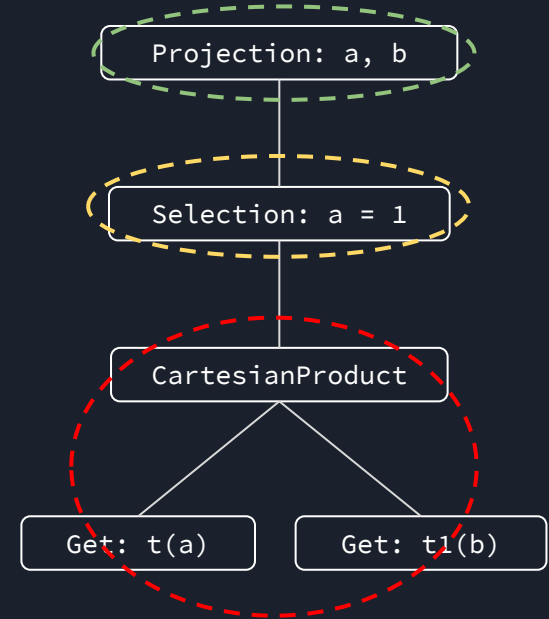 Projection: a, b
Selection: a = 1
CartesianProduct
Get: t(a)
Get: t1(b)